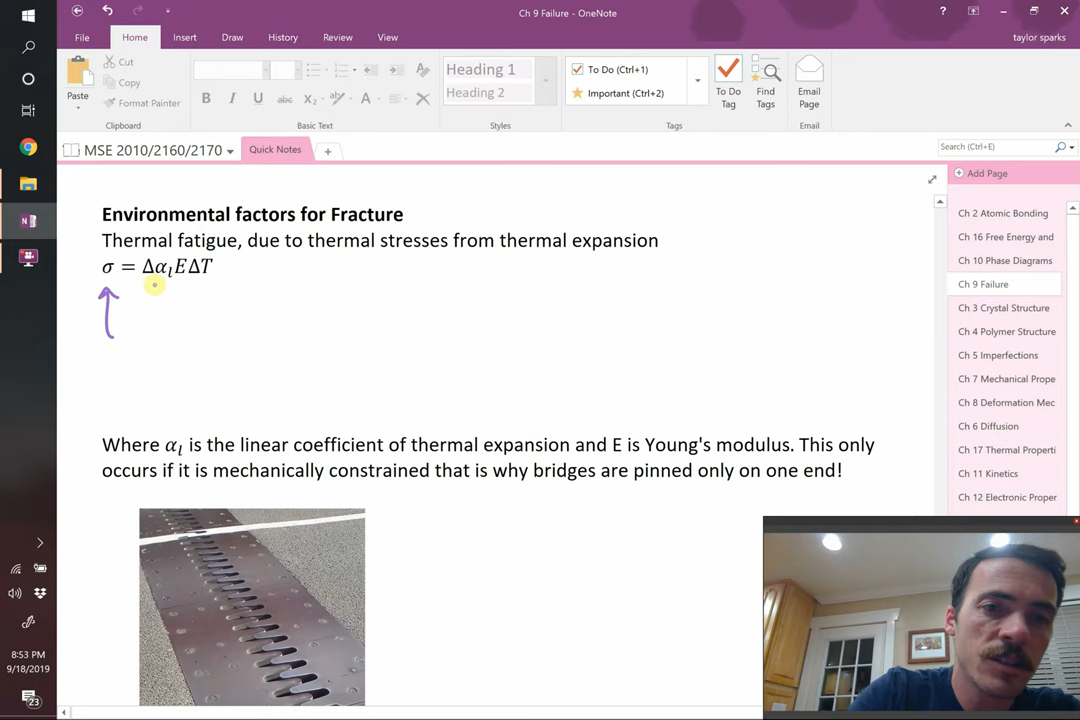 Ch 9 Failure - OneNote
?
File
Home
Insert
Draw
History
Review
View
taylor sparks
Paste
Cut
Copy
Format Painter
Clipboard
B I U abc X₂ A
Basic Text
Heading 1
Heading 2
Styles
To Do (Ctrl+1)
Important (Ctrl+2)
To Do Tag
Find Tags
Tags
Email Page
Email
MSE 2010/2160/2170
Quick Notes
+
Search (Ctrl+E)
Add Page
Ch 2 Atomic Bonding
Ch 16 Free Energy and
Ch 10 Phase Diagrams
Ch 9 Failure
Ch 3 Crystal Structure
Ch 4 Polymer Structure
Ch 5 Imperfections
Ch 7 Mechanical Prope
Ch 8 Deformation Mec
Ch 6 Diffusion
Ch 17 Thermal Properti
Ch 11 Kinetics
Ch 12 Electronic Proper
Environmental factors for Fracture
Thermal fatigue, due to thermal stresses from thermal expansion
σ = Δα_l EΔT
Where α_l is the linear coefficient of thermal expansion and E is Young's modulus. This only
occurs if it is mechanically constrained that is why bridges are pinned only on one end!
8:53 PM
9/18/2019
23